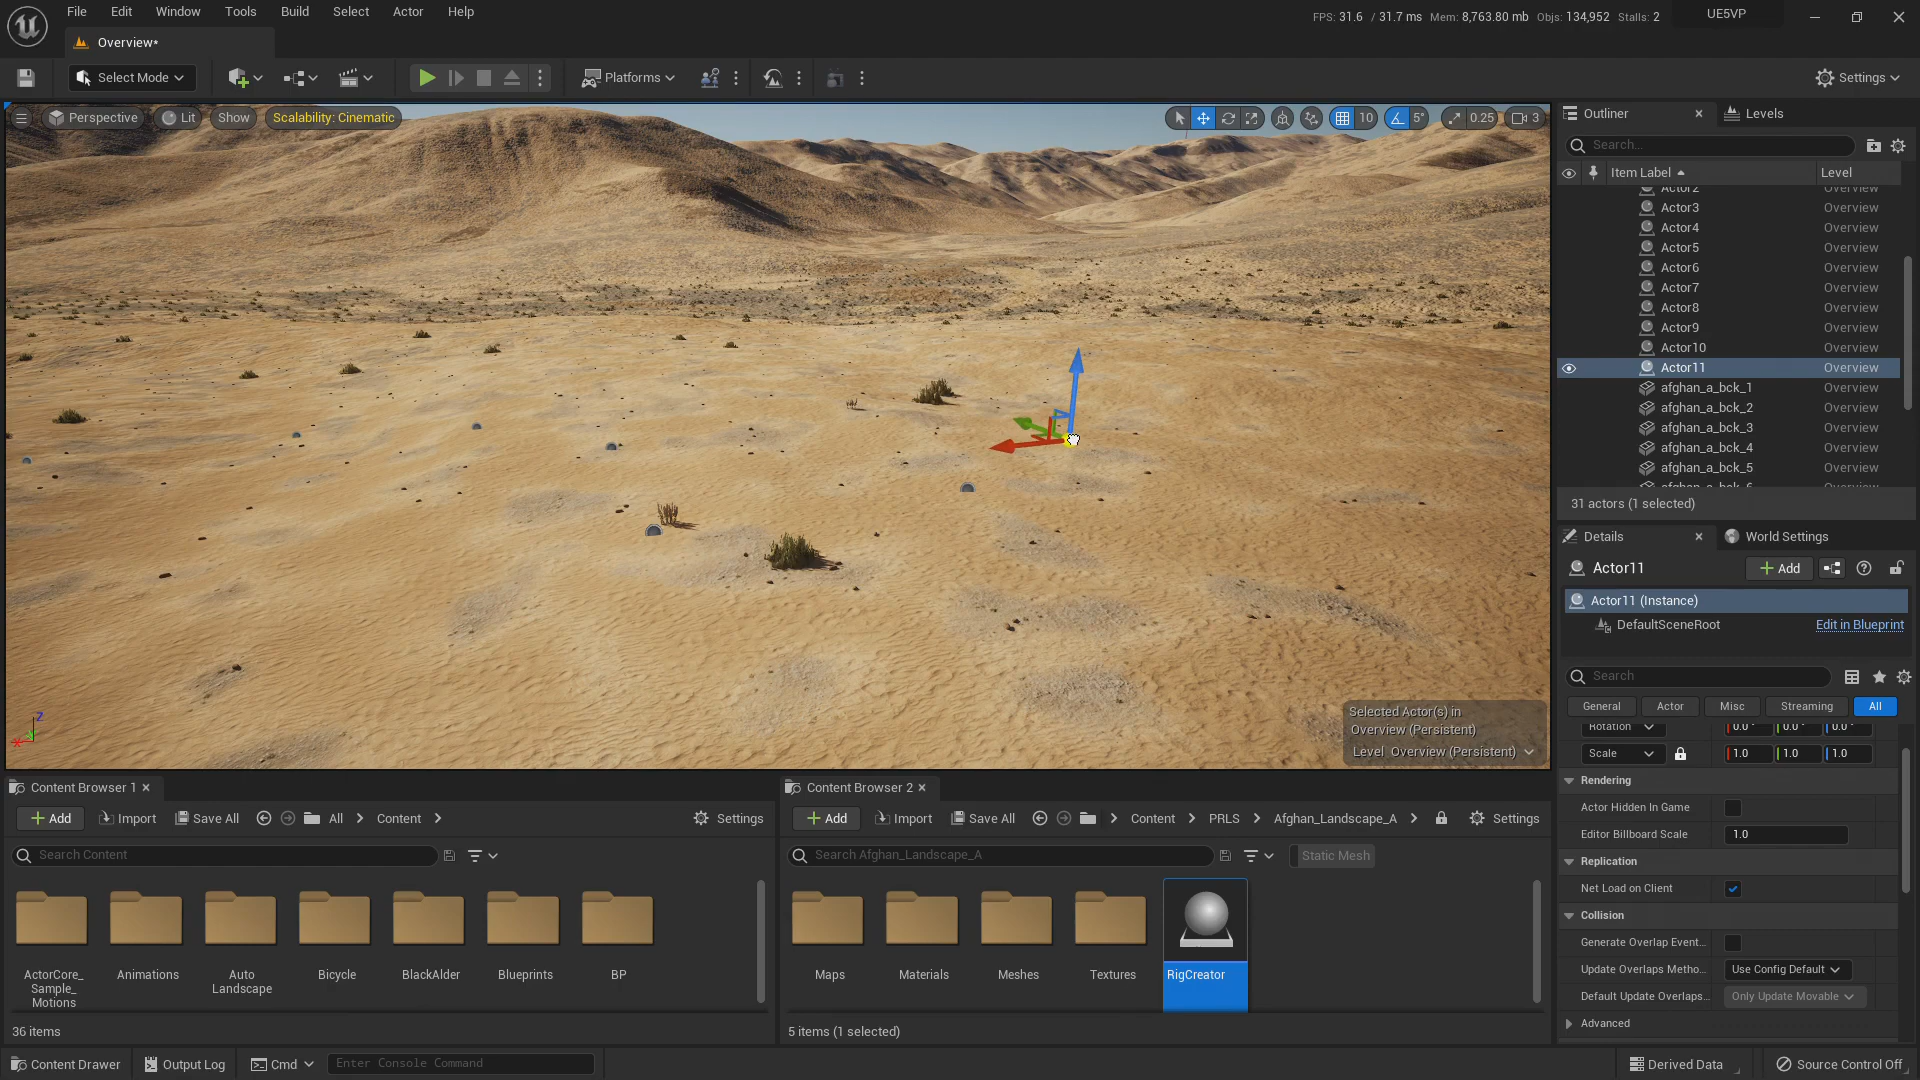 File Edit Window Tools Build Select Actor Help
FPS: 31.6 / 31.7 ms Mem: 8,763.80 mb Objs: 134,952 Stalls: 2
UE5VP
Overview*
Select Mode
Platforms
Settings
Perspective Lit Show Scalability: Cinematic
10 5° 0.25 3
Selected Actor(s) in
Overview (Persistent)
Level Overview (Persistent)
Z
X
Outliner
Levels
Search...
Item Label Level
Actor2 Overview
Actor3 Overview
Actor4 Overview
Actor5 Overview
Actor6 Overview
Actor7 Overview
Actor8 Overview
Actor9 Overview
Actor10 Overview
Actor11 Overview
afghan_a_bck_1 Overview
afghan_a_bck_2 Overview
afghan_a_bck_3 Overview
afghan_a_bck_4 Overview
afghan_a_bck_5 Overview
afghan_a_bck_6 Overview
31 actors (1 selected)
Details
World Settings
Actor11
Add
Actor11 (Instance)
DefaultSceneRoot Edit in Blueprint
Search
General Actor Misc Streaming All
Rotation 0.0° 0.0° 0.0°
Scale 1.0 1.0 1.0
Rendering
Actor Hidden In Game
Editor Billboard Scale 1.0
Replication
Net Load on Client
Collision
Generate Overlap Event...
Update Overlaps Metho... Use Config Default
Default Update Overlaps... Only Update Movable
Advanced
Content Browser 1
Add Import Save All All Content Settings
Search Content
ActorCore_
Sample_
Motions
Animations
Auto
Landscape
Bicycle
BlackAlder
Blueprints
BP
36 items
Content Browser 2
Add Import Save All Content PRLS Afghan_Landscape_A Settings
Search Afghan_Landscape_A
Static Mesh
Maps
Materials
Meshes
Textures
RigCreator
5 items (1 selected)
Content Drawer Output Log Cmd Enter Console Command
Derived Data Source Control Off